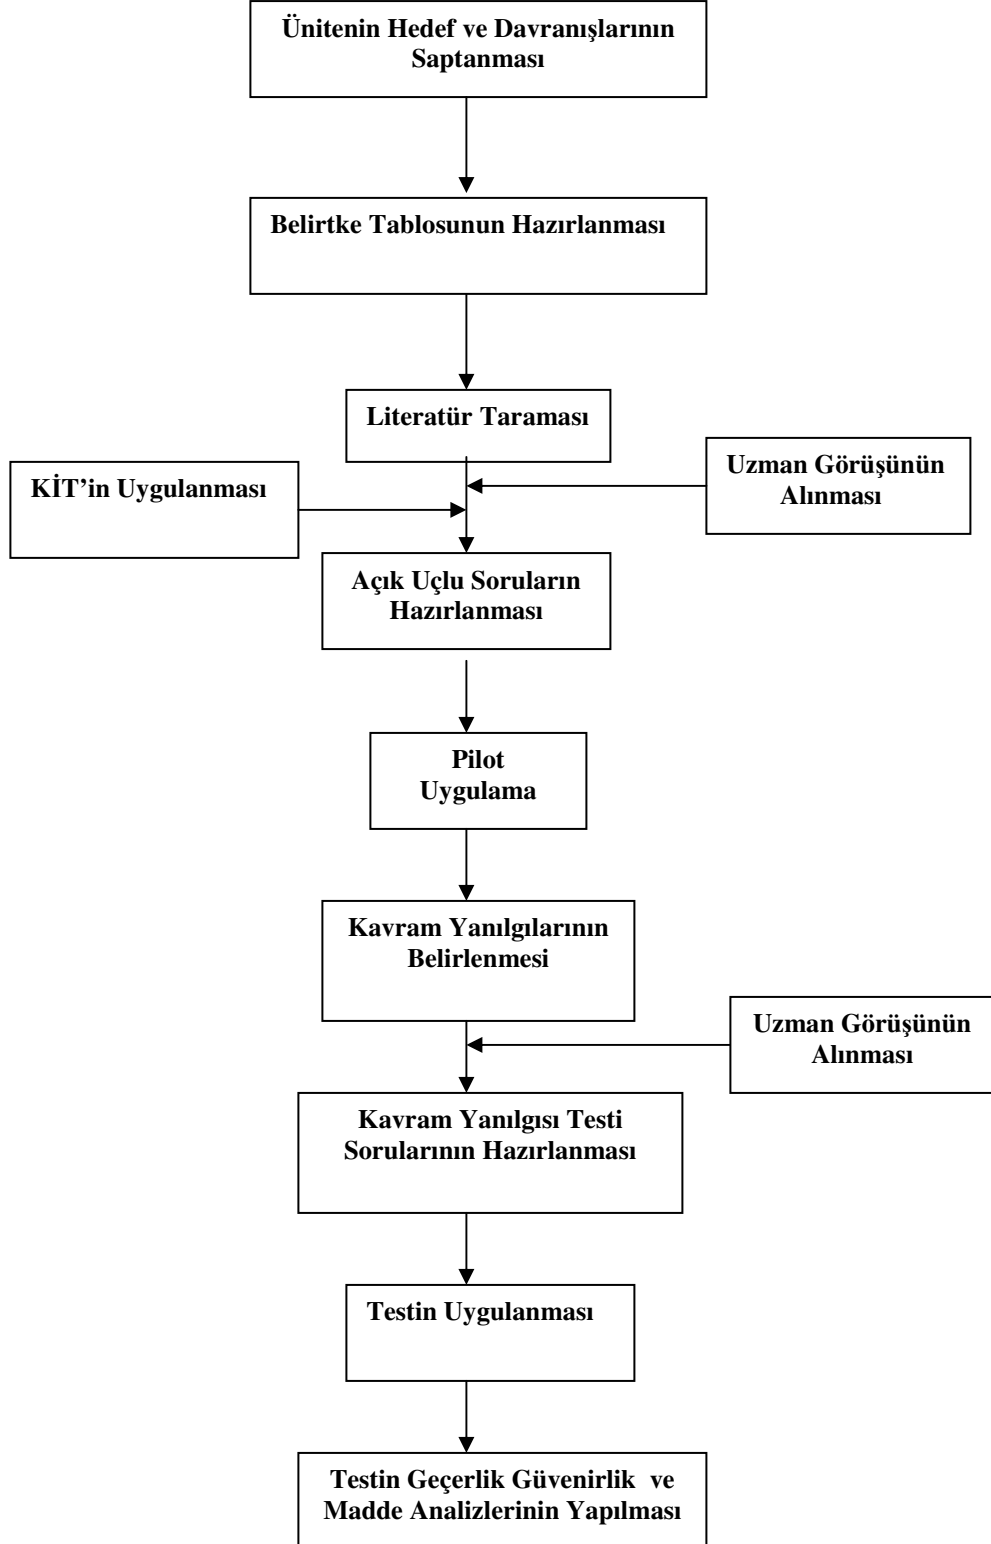 Ünitenin Hedef ve Davranışlarının
Saptanması
Belirtke Tablosunun Hazırlanması
Literatür Taraması
Uzman Görüşünün
Alınması
KİT’in Uygulanması
Açık Uçlu Soruların
Hazırlanması
Pilot
Uygulama
Kavram Yanılgılarının
Belirlenmesi
Uzman Görüşünün
Alınması
Kavram Yanılgısı Testi
Sorularının Hazırlanması
Testin Uygulanması
Testin Geçerlik Güvenirlik ve
Madde Analizlerinin Yapılması